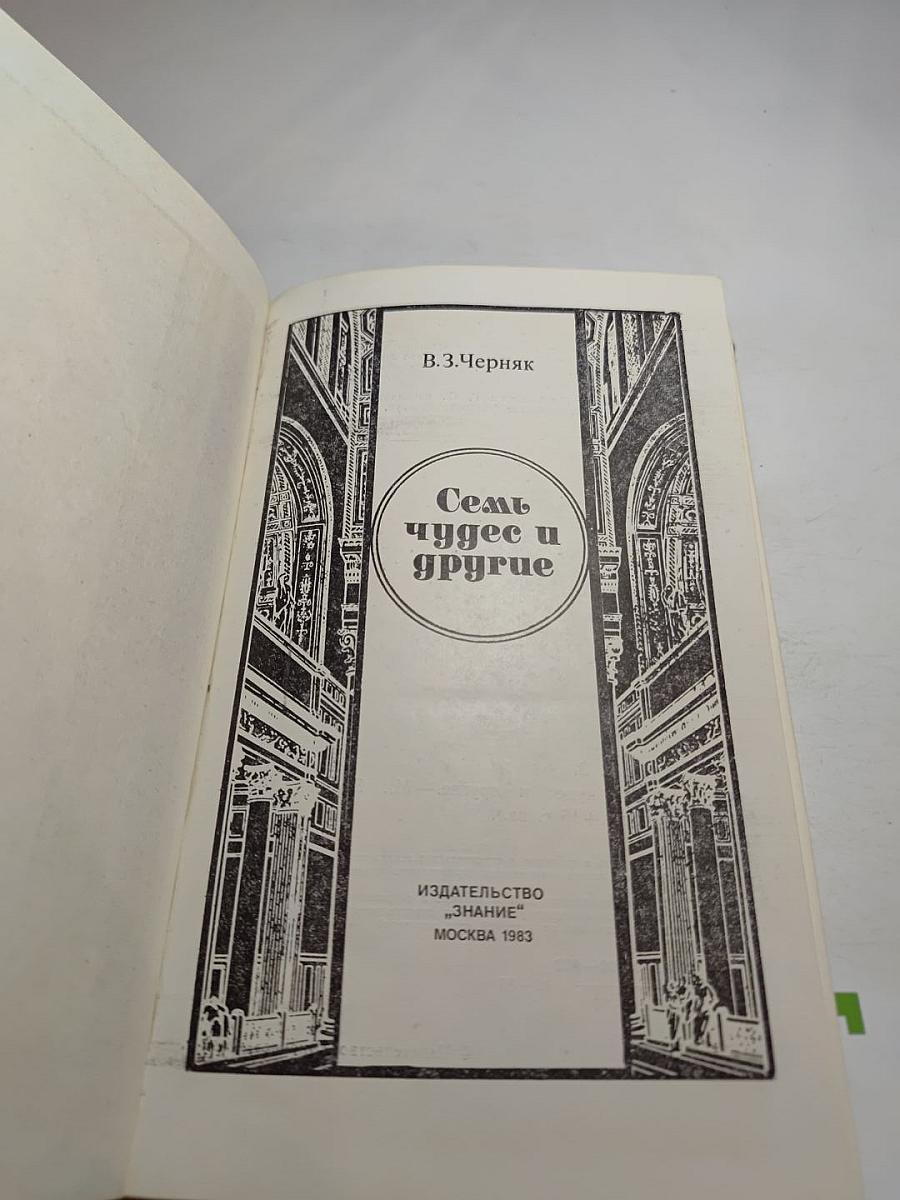 В.З.Черняк
Семь
чудес и
другие
ИЗДАТЕЛЬСТВО
„ЗНАНИЕ“
МОСКВА 1983